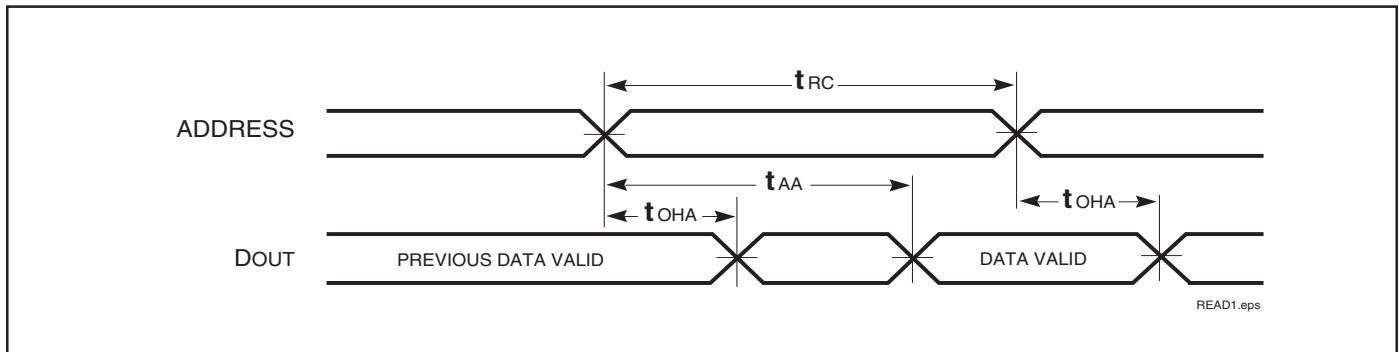 tRC
ADDRESS
tAA
tOHA
tOHA
DOUT
PREVIOUS DATA VALID
DATA VALID
READ1.eps